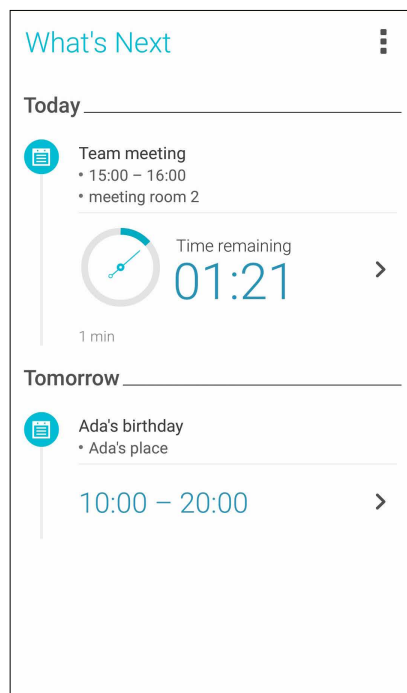 What's Next
Today
Team meeting
• 15:00 – 16:00
• meeting room 2
Time remaining
01:21
1 min
Tomorrow
Ada's birthday
• Ada's place
10:00 – 20:00